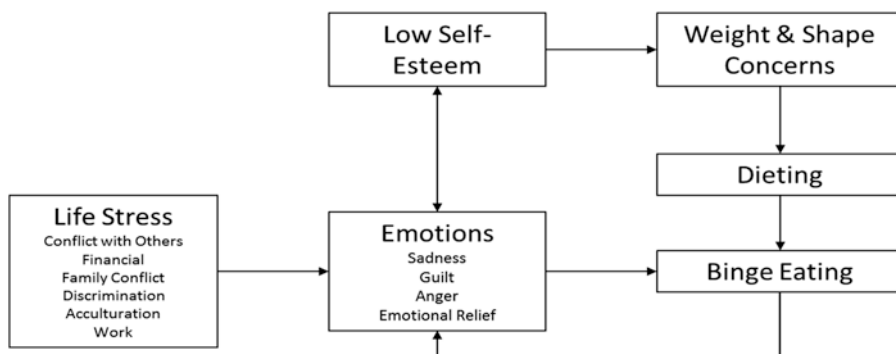 Low Self-
Esteem
Weight & Shape
Concerns
Dieting
Life Stress
Conflict with Others
Financial
Family Conflict
Discrimination
Acculturation
Work
Emotions
Sadness
Guilt
Anger
Emotional Relief
Binge Eating